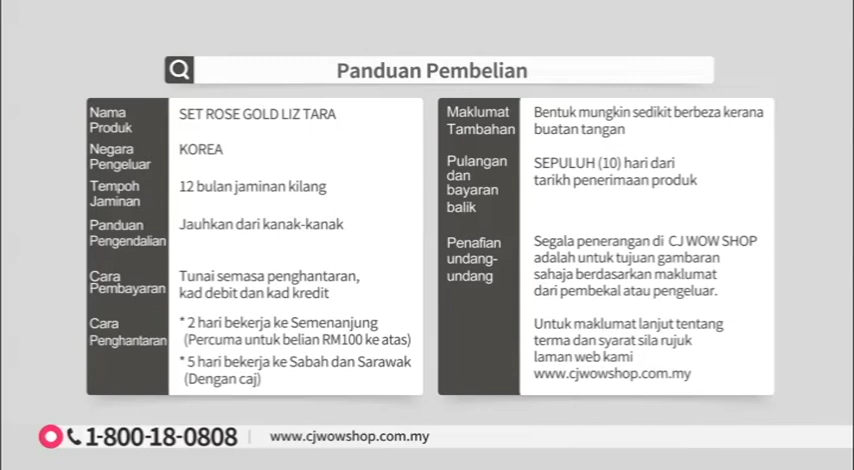 Panduan Pembelian
Nama
Produk
SET ROSE GOLD LIZ TARA
Negara
Pengeluar
KOREA
Tempoh
Jaminan
12 bulan jaminan kilang
Panduan
Pengendalian
Jauhkan dari kanak-kanak
Cara
Pembayaran
Tunai semasa penghantaran,
kad debit dan kad kredit
Cara
Penghantaran
* 2 hari bekerja ke Semenanjung
(Percuma untuk belian RM100 ke atas)
* 5 hari bekerja ke Sabah dan Sarawak
(Dengan caj)
Maklumat
Tambahan
Bentuk mungkin sedikit berbeza kerana
buatan tangan
Pulangan
dan
bayaran
balik
SEPULUH (10) hari dari
tarikh penerimaan produk
Penafian
undang-
undang
Segala penerangan di CJ WOW SHOP
adalah untuk tujuan gambaran
sahaja berdasarkan maklumat
dari pembekal atau pengeluar.
Untuk maklumat lanjut tentang
terma dan syarat sila rujuk
laman web kami
www.cjwowshop.com.my
1-800-18-0808
www.cjwowshop.com.my